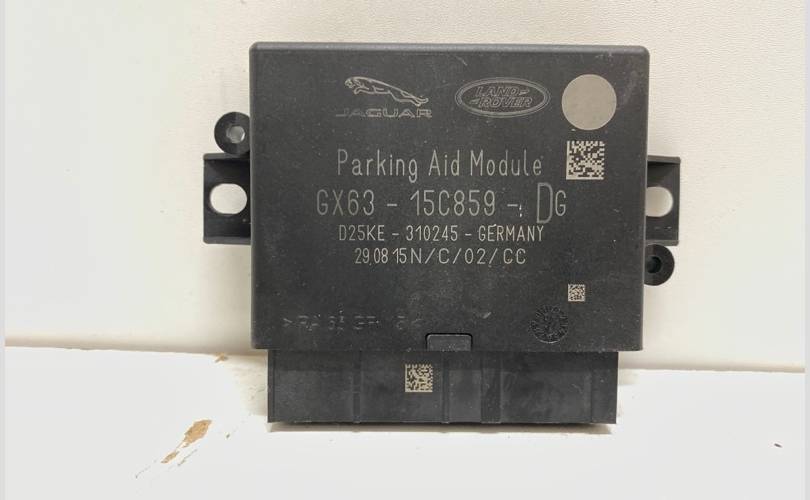 JAGUAR
LAND ROVER
Parking Aid Module
GX63 - 15C859 - DG
D25KE - 310245 - GERMANY
29.08 15 N/C/02/CC